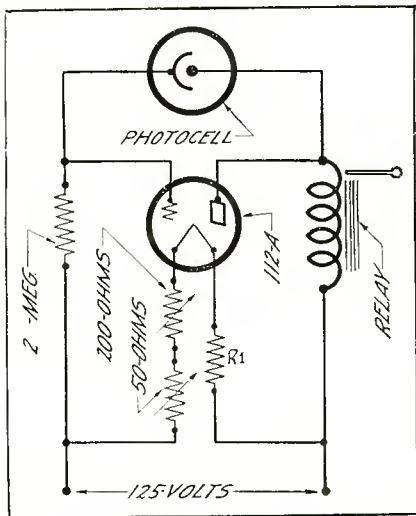 PHOTOCELL
2-MEG
200-OHMS
50-OHMS
R1
112-A
RELAY
125-VOLTS